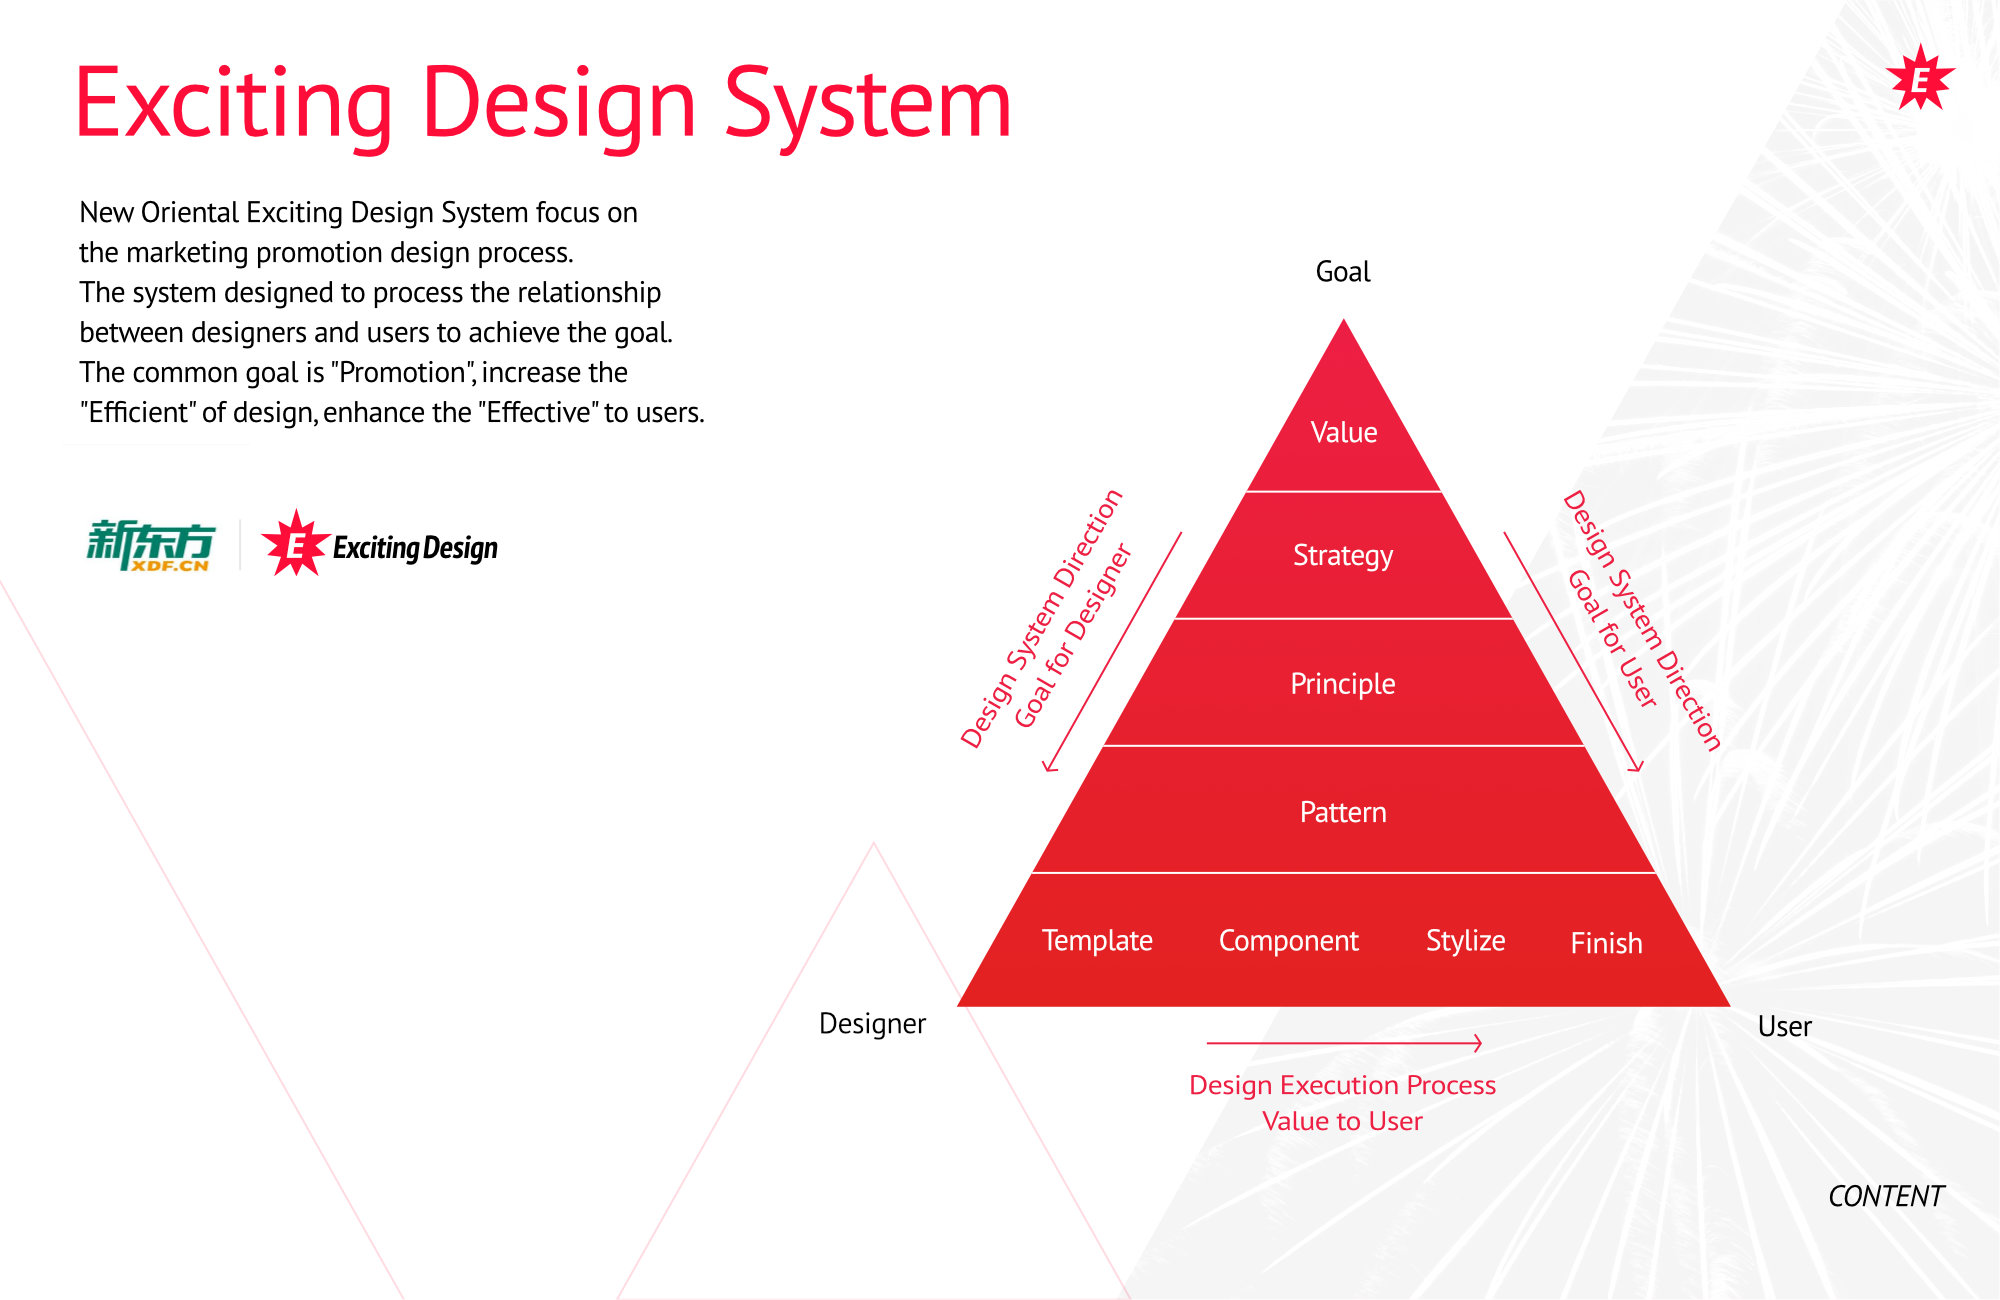 Exciting Design System
E
New Oriental Exciting Design System focus on
the marketing promotion design process.
The system designed to process the relationship
between designers and users to achieve the goal.
The common goal is "Promotion", increase the
"Efficient" of design, enhance the "Effective" to users.
新东方
XDF.CN
E Exciting Design
Goal
Value
Strategy
Principle
Pattern
Template Component Stylize Finish
Design System Direction
Goal for Designer
Design System Direction
Goal for User
Designer
User
Design Execution Process
Value to User
CONTENT